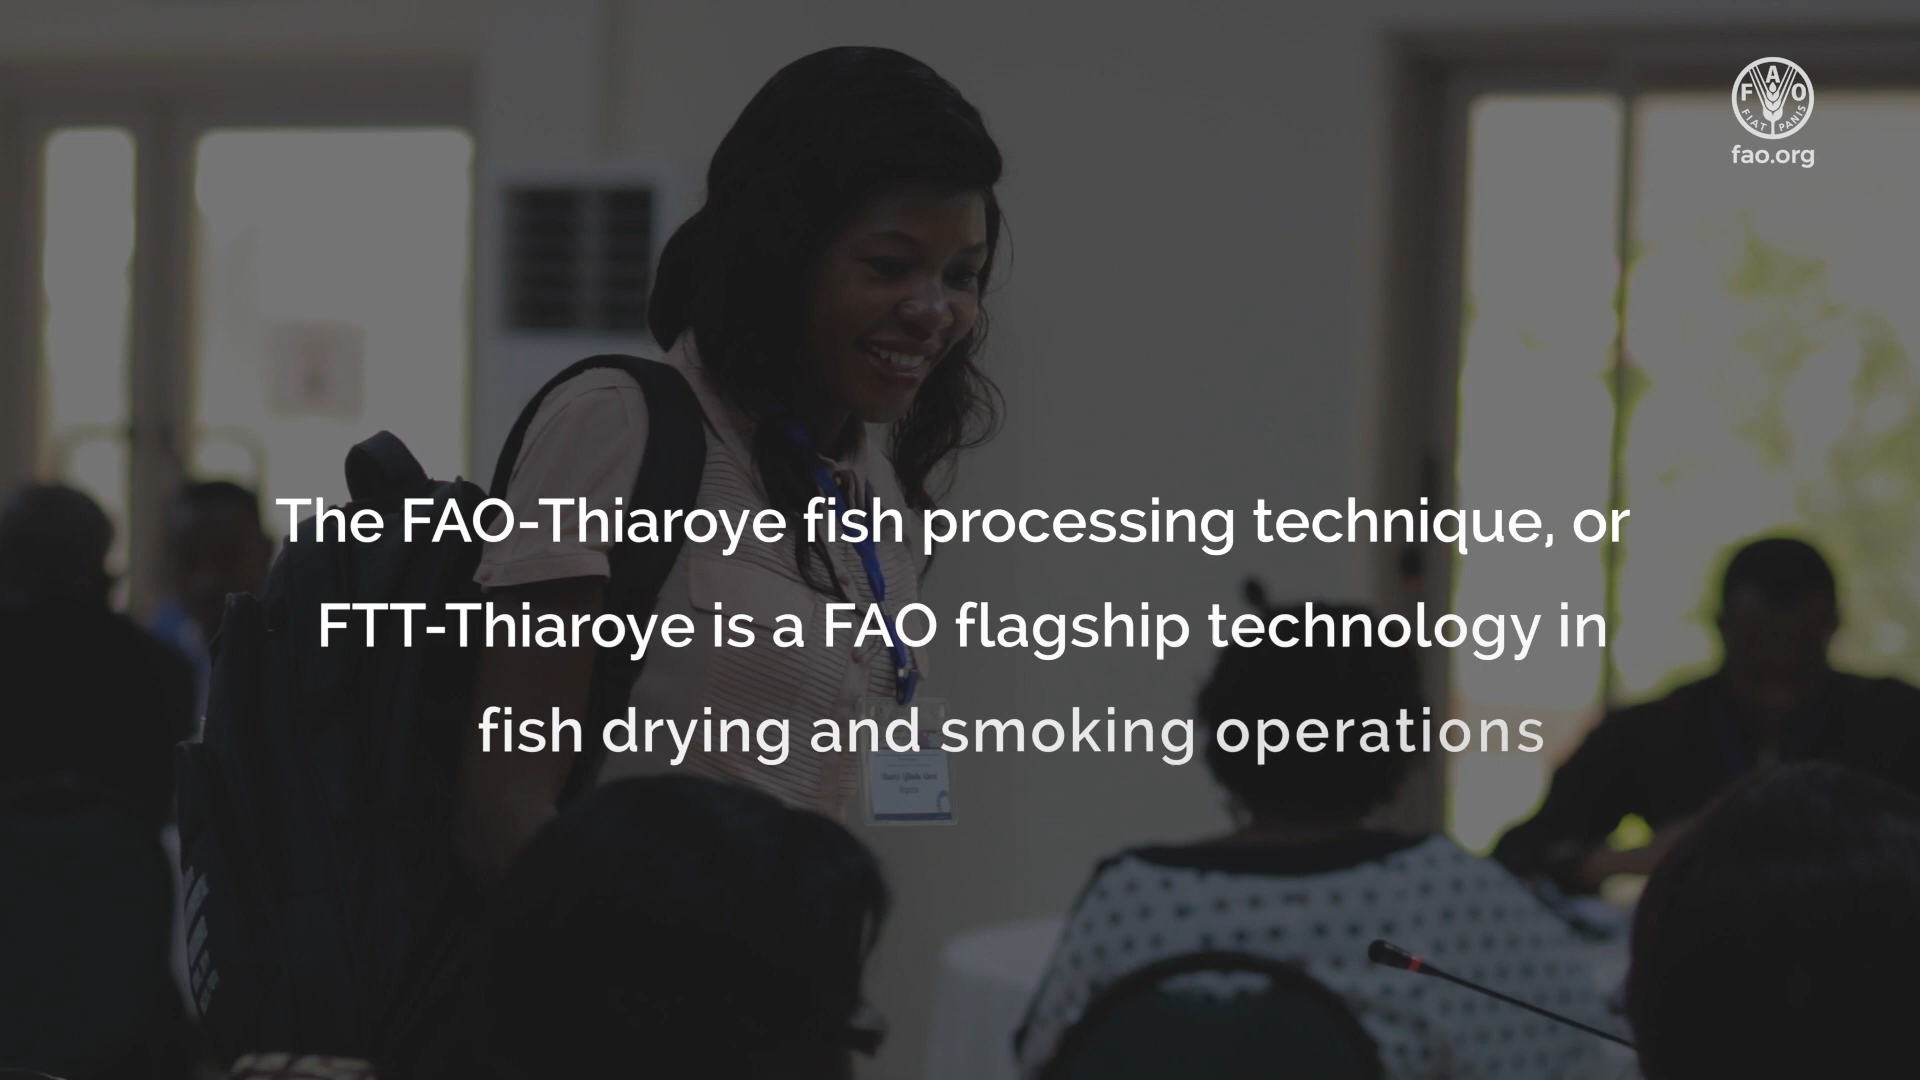 FAO
FIAT PANIS
fao.org
The FAO-Thiaroye fish processing technique, or
FTT-Thiaroye is a FAO flagship technology in
fish drying and smoking operations